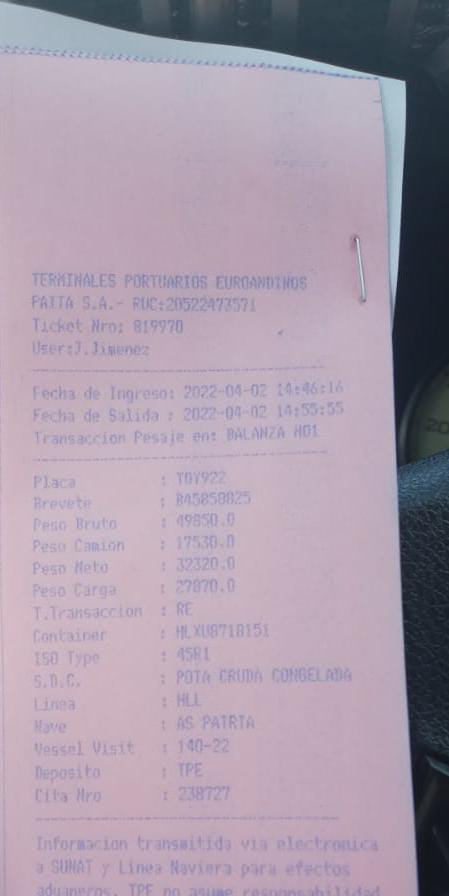 TERMINALES PORTUARIOS EUROANDINOS
PAITA S.A.- RUC:20522473571
Ticket Nro: 819770
User:J.Jimenez
Fecha de Ingreso: 2022-04-02 14:46:16
Fecha de Salida : 2022-04-02 14:55:55
Transaccion Pesaje en: BALANZA NO1
Placa : T0Y922
Brevete : B45858825
Peso Bruto : 49850.0
Peso Camion : 17530.0
Peso Neto : 32320.0
Peso Carga : 27870.0
T.Transaccion : RE
Container : HLXU8718151
ISO Type : 45R1
S.D.C. : POTA CRUDA CONGELADA
Linea : HLL
Nave : AS PATRIA
Vessel Visit : 140-22
Deposito : TPE
Cita Nro : 238727
Informacion transmitida via electronica
a SUNAT y Linea Naviera para efectos
aduaneros. TPE no asume responsabilidad